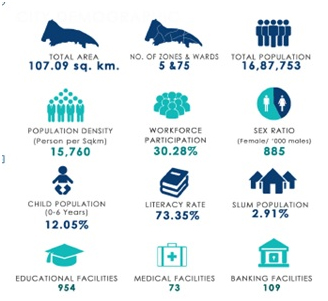 TOTAL AREA
107.09 sq. km.
NO. OF ZONES & WARDS
5 &75
TOTAL POPULATION
16,87,753
POPULATION DENSITY
(Person per Sqkm)
15,760
WORKFORCE
PARTICIPATION
30.28%
SEX RATIO
(Female/ '000 males)
885
CHILD POPULATION
(0-6 Years)
12.05%
LITERACY RATE
73.35%
SLUM POPULATION
2.91%
EDUCATIONAL FACILITIES
954
MEDICAL FACILITIES
73
BANKING FACILITIES
109